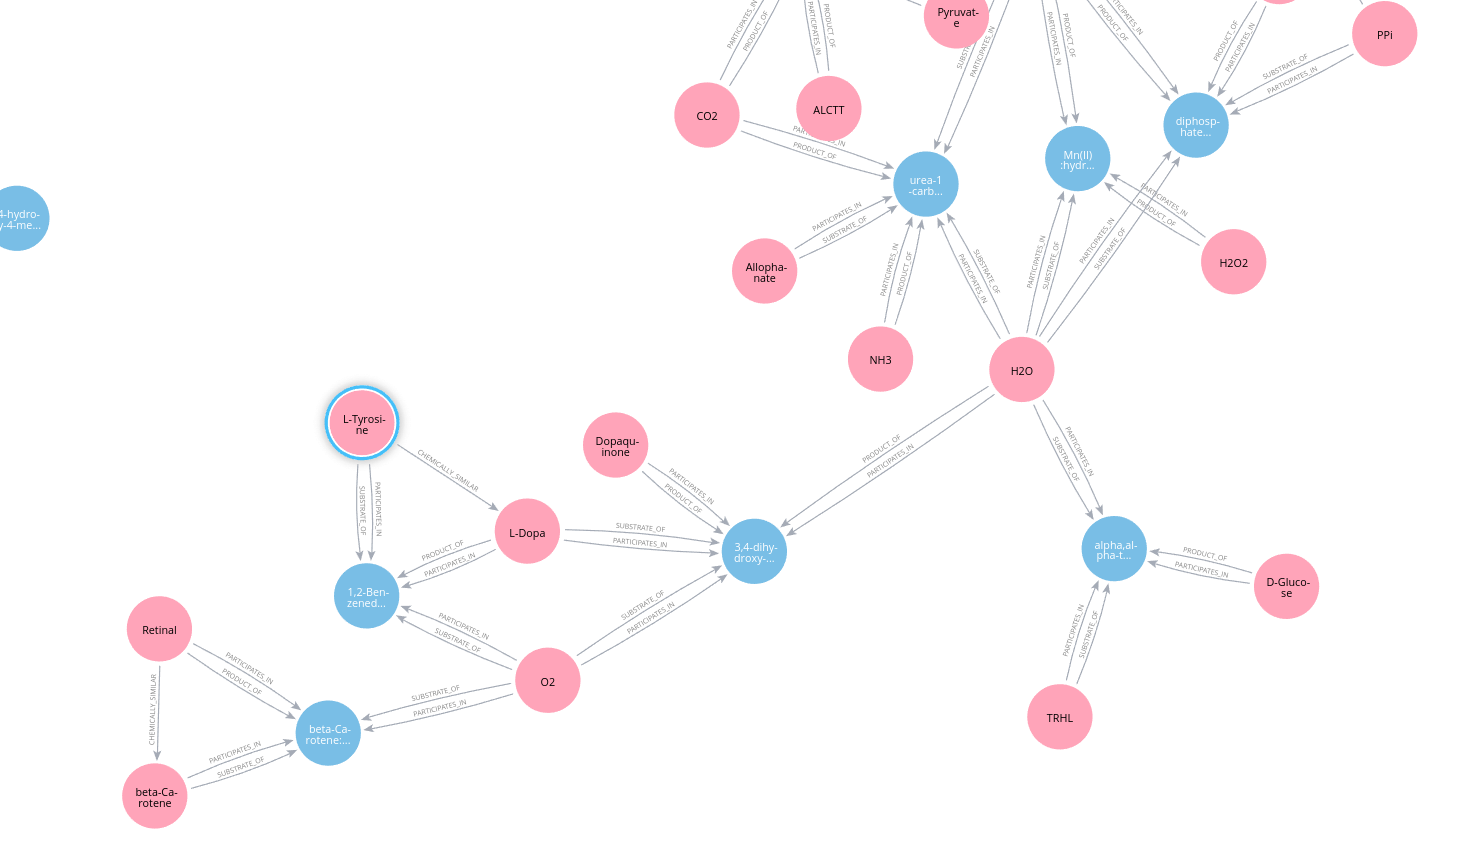 PARTICIPATES_IN
PRODUCT_OF
PARTICIPATES_IN
PRODUCT_OF
Pyruvat-
e
PARTICIPATES_IN
PARTICIPATES_IN
PRODUCT_OF
PARTICIPATES_IN
PRODUCT_OF
PRODUCT_OF
PARTICIPATES_IN
PPi
SUBSTRATE_OF
PARTICIPATES_IN
CO2
ALCTT
PRODUCT_OF
diphosp-
hate...
Mn(II)
:hydr...
urea-1
-carb...
4-hydro-
y-4-me...
PARTICIPATES_IN
SUBSTRATE_OF
PARTICIPATES_IN
PRODUCT_OF
PARTICIPATES_IN
SUBSTRATE_OF
Allopha-
nate
PARTICIPATES_IN
PRODUCT_OF
SUBSTRATE_OF
PARTICIPATES_IN
PARTICIPATES_IN
SUBSTRATE_OF
H2O2
NH3
H2O
L-Tyrosi-
ne
CHEMICALLY_SIMILAR
Dopaqu-
inone
PRODUCT_OF
PARTICIPATES_IN
PARTICIPATES_IN
SUBSTRATE_OF
PARTICIPATES_IN
PRODUCT_OF
SUBSTRATE_OF
PARTICIPATES_IN
L-Dopa
SUBSTRATE_OF
PARTICIPATES_IN
3,4-dihy-
droxy-...
alpha,al-
pha-t...
PRODUCT_OF
PARTICIPATES_IN
D-Gluco-
se
PRODUCT_OF
PARTICIPATES_IN
1,2-Ben-
zened...
PARTICIPATES_IN
SUBSTRATE_OF
SUBSTRATE_OF
PARTICIPATES_IN
PARTICIPATES_IN
SUBSTRATE_OF
Retinal
PARTICIPATES_IN
PRODUCT_OF
CHEMICALLY_SIMILAR
O2
SUBSTRATE_OF
PARTICIPATES_IN
TRHL
beta-Ca-
rotene:...
PARTICIPATES_IN
SUBSTRATE_OF
beta-Ca-
rotene